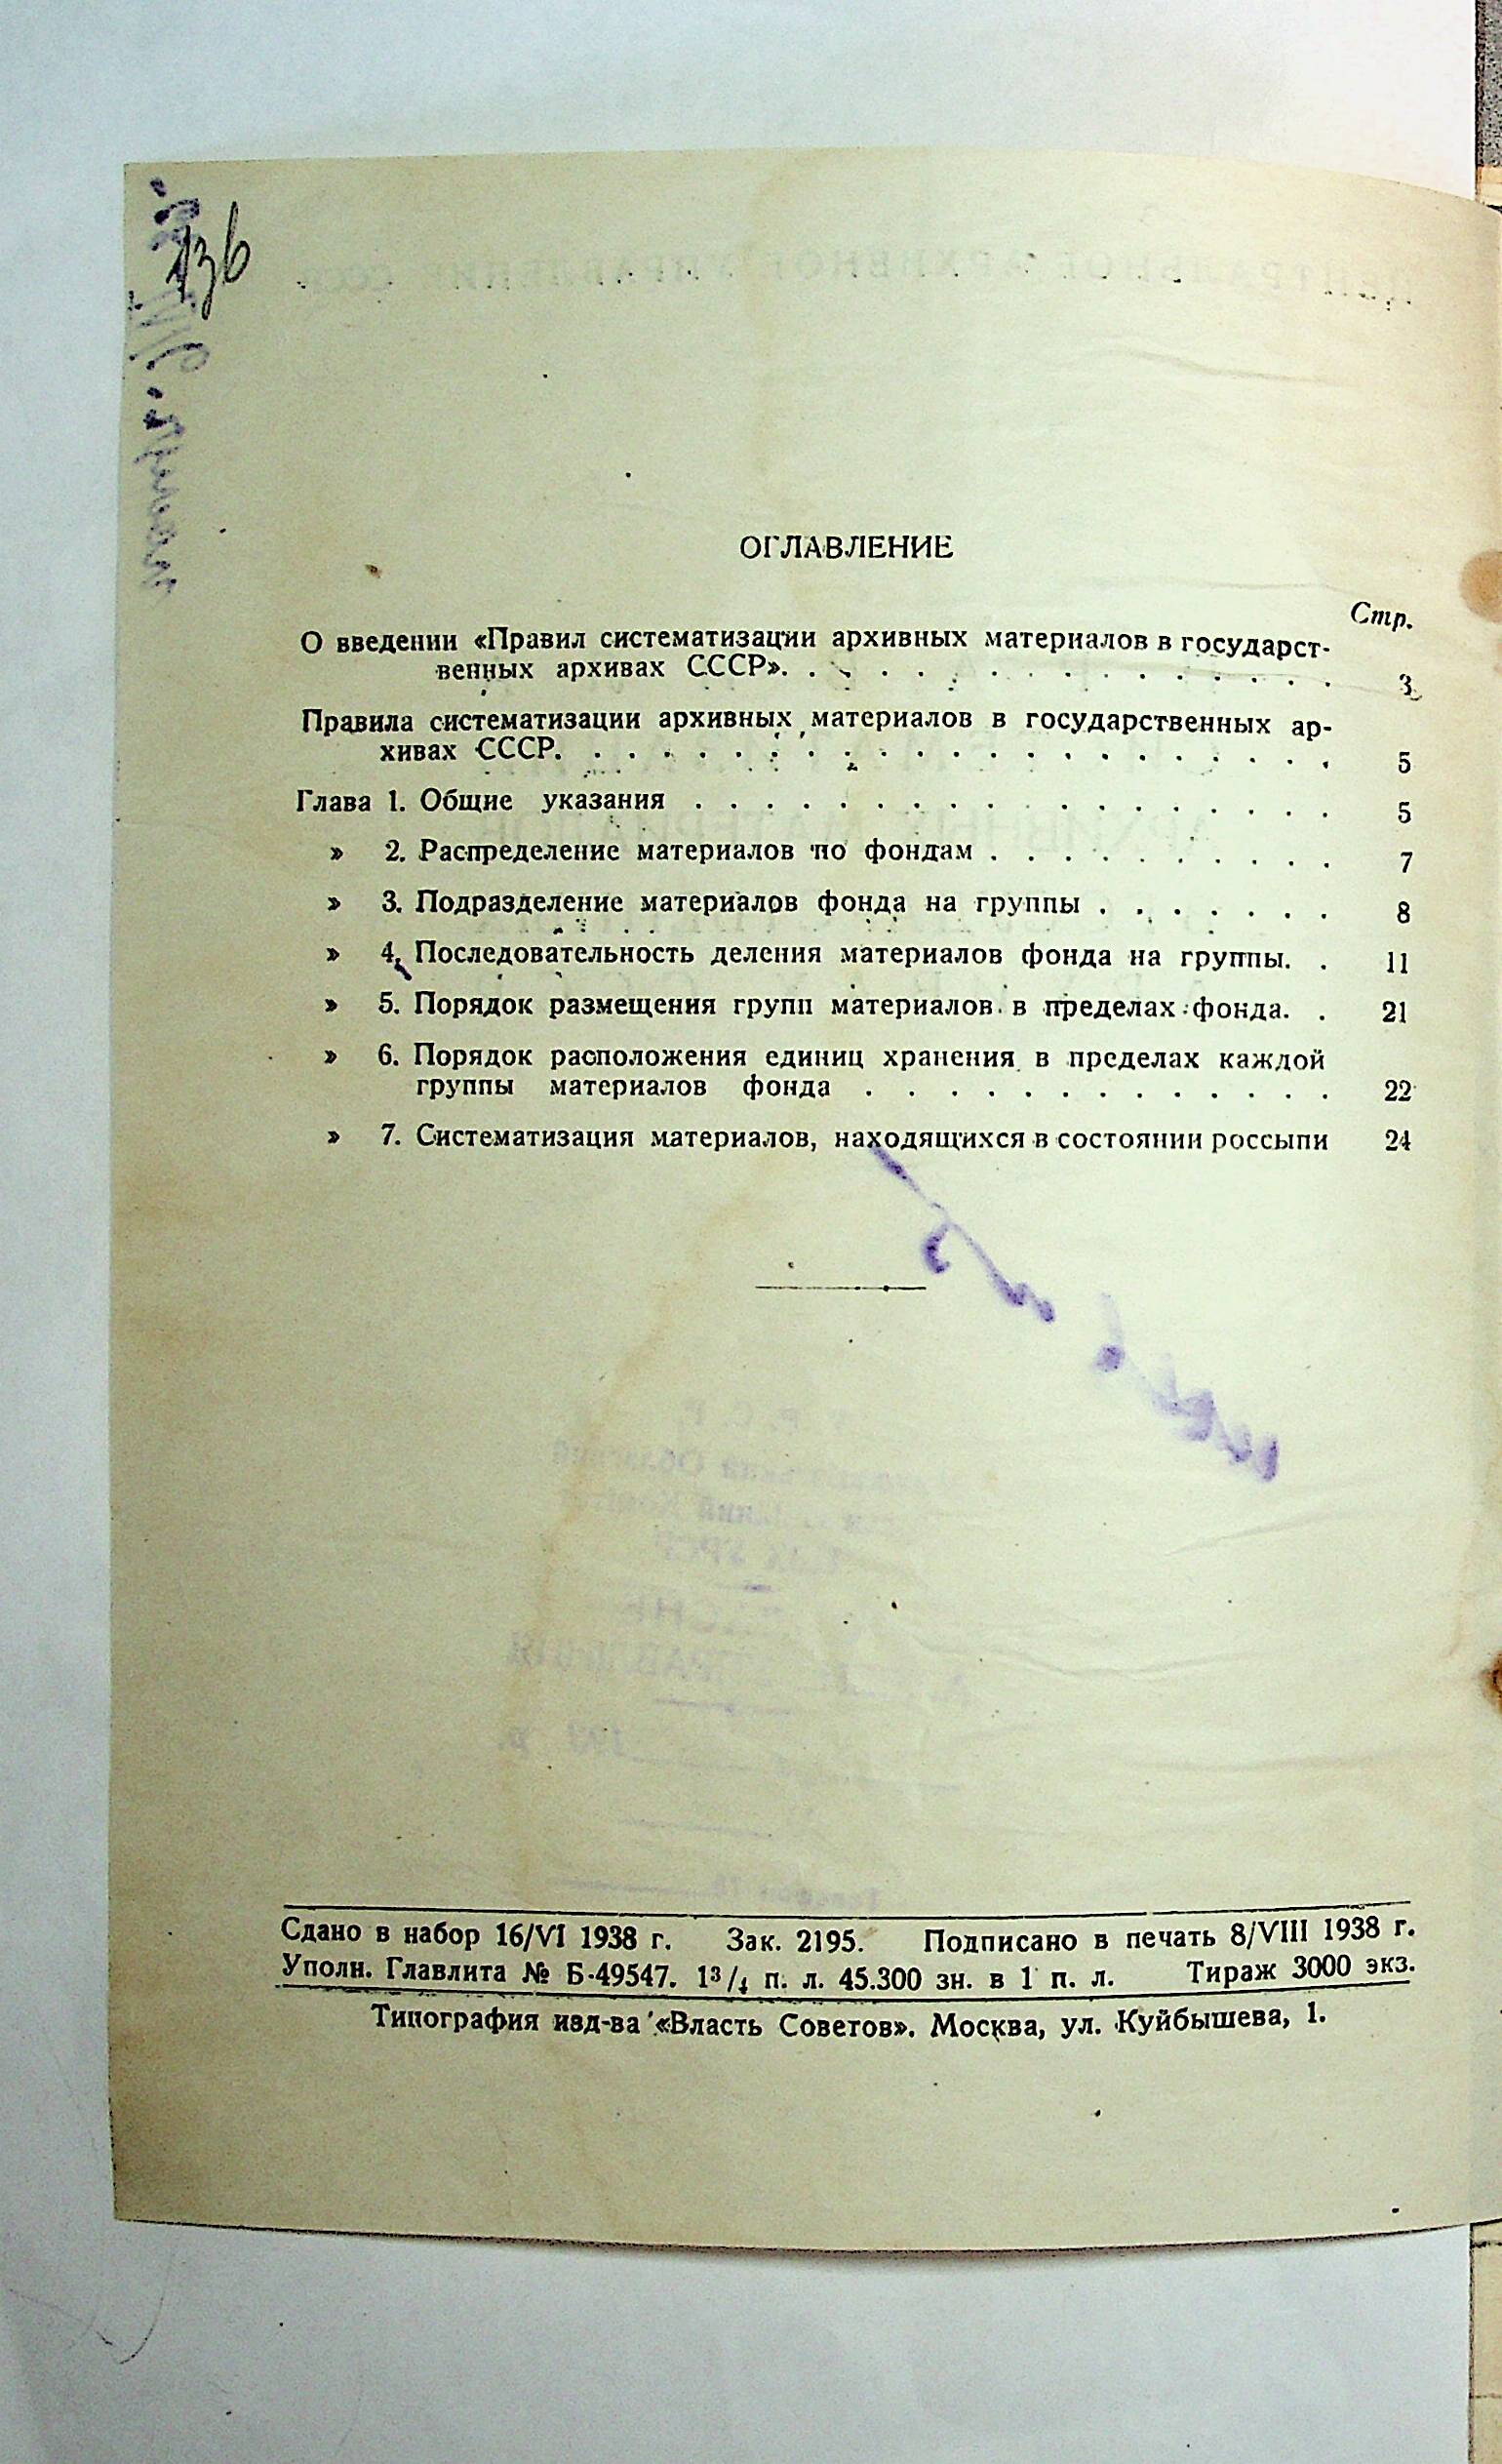 136
ОГЛАВЛЕНИЕ
Стр.
О введении «Правил систематизации архивных материалов в государст-
венных архивах СССР». . . . . . . . . . . . . . . . 3
Правила систематизации архивных материалов в государственных ар-
хивах СССР. . . . . . . . . . . . . . . . . . . . . . 5
Глава 1. Общие указания . . . . . . . . . . . . . . . . . . 5
» 2. Распределение материалов по фондам . . . . . . . . . . 7
» 3. Подразделение материалов фонда на группы . . . . . . . 8
» 4. Последовательность деления материалов фонда на группы. . 11
» 5. Порядок размещения групп материалов в пределах фонда. . 21
» 6. Порядок расположения единиц хранения в пределах каждой
группы материалов фонда . . . . . . . . . . . . . . 22
» 7. Систематизация материалов, находящихся в состоянии россыпи 24
Сдано в набор 16/VI 1938 г. Зак. 2195. Подписано в печать 8/VIII 1938 г.
Уполн. Главлита № Б-49547. 1³/₄ п. л. 45.300 зн. в 1 п. л. Тираж 3000 экз.
Типография изд-ва «Власть Советов». Москва, ул. Куйбышева, 1.